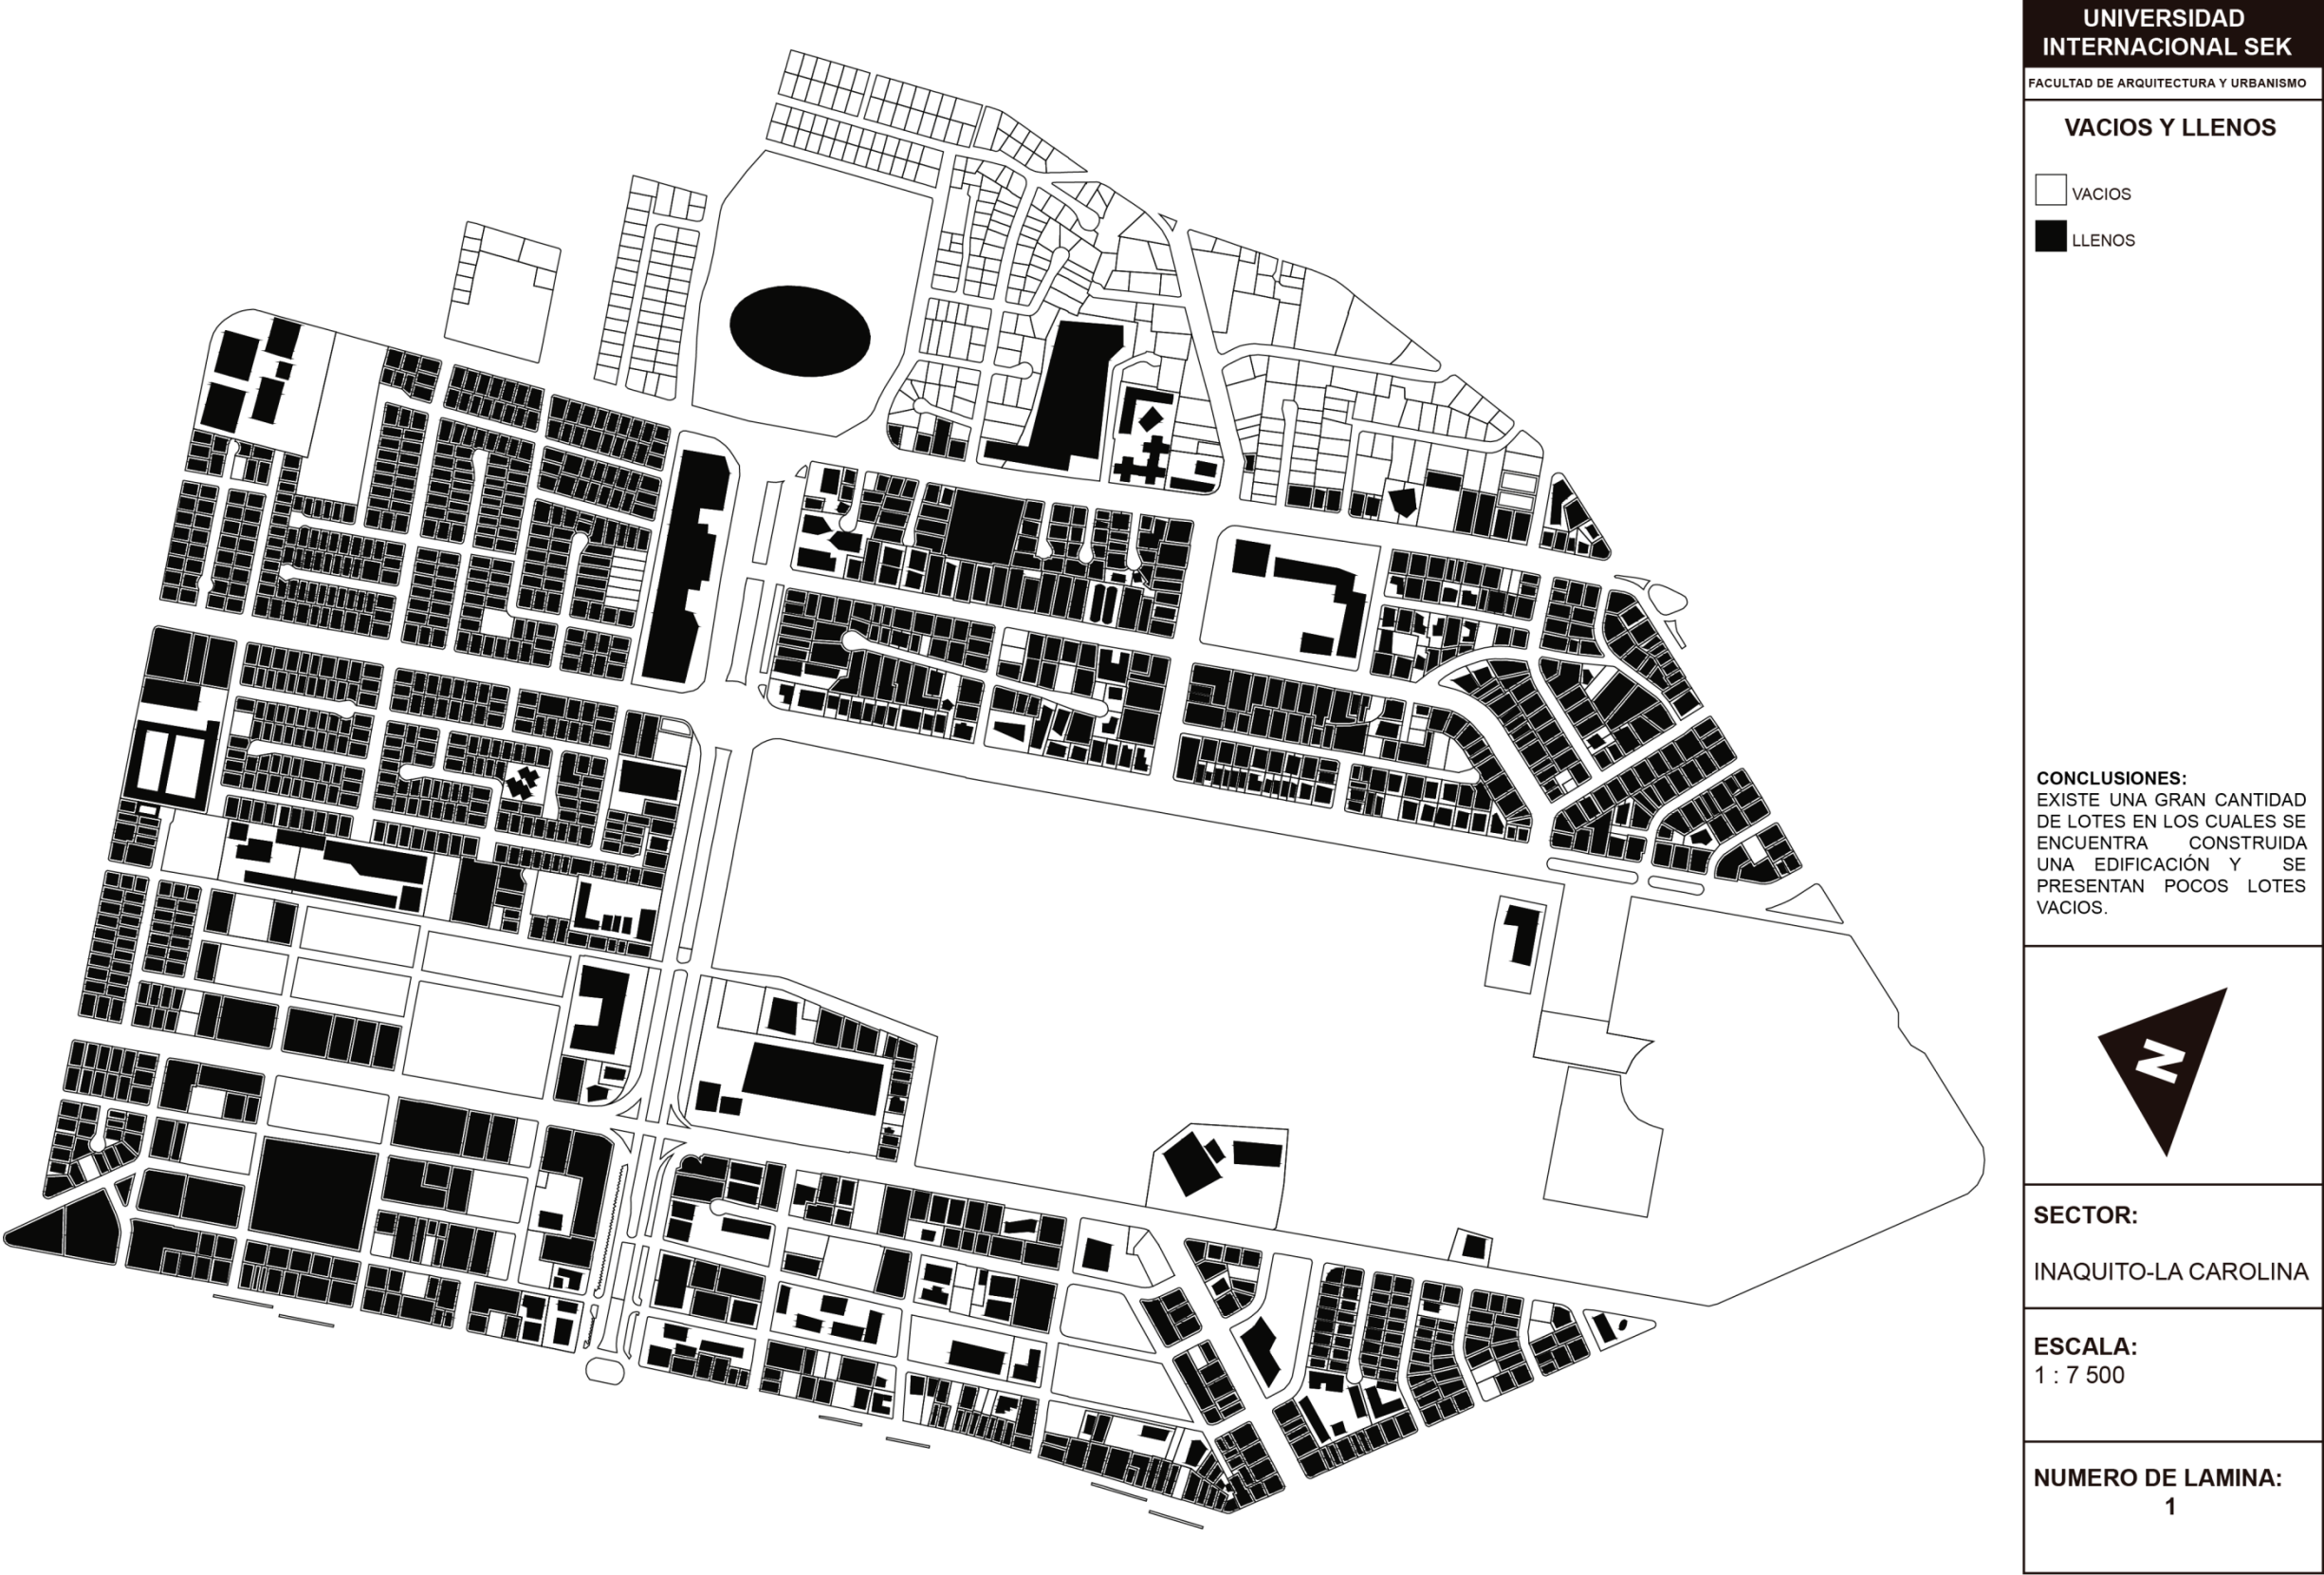 UNIVERSIDAD
INTERNACIONAL SEK
FACULTAD DE ARQUITECTURA Y URBANISMO
VACIOS Y LLENOS
VACIOS
LLENOS
CONCLUSIONES:
EXISTE UNA GRAN CANTIDAD
DE LOTES EN LOS CUALES SE
ENCUENTRA CONSTRUIDA
UNA EDIFICACIÓN Y SE
PRESENTAN POCOS LOTES
VACIOS.
N
SECTOR:
INAQUITO-LA CAROLINA
ESCALA:
1 : 7 500
NUMERO DE LAMINA:
1